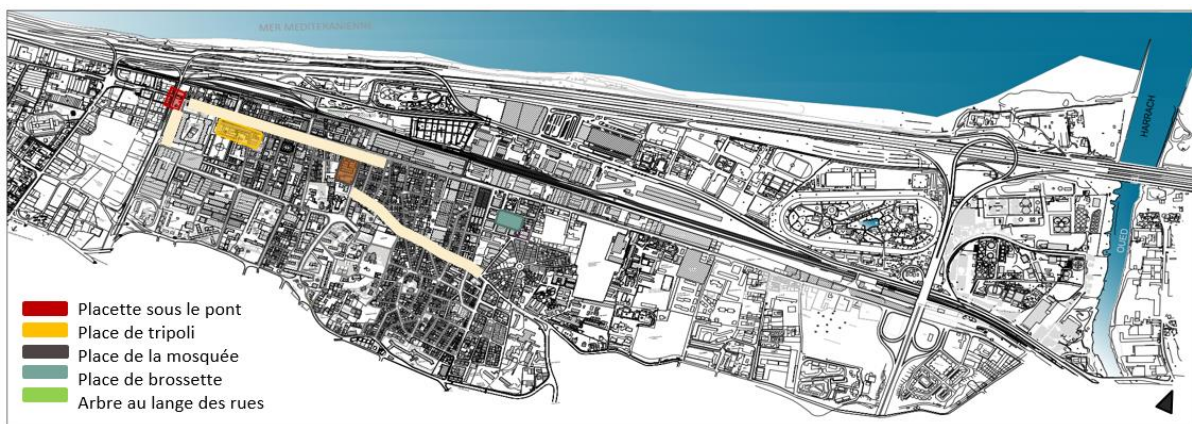 MER MEDITERANIENNE
HARRACH
OUED
Placette sous le pont
Place de tripoli
Place de la mosquée
Place de brossette
Arbre au lange des rues